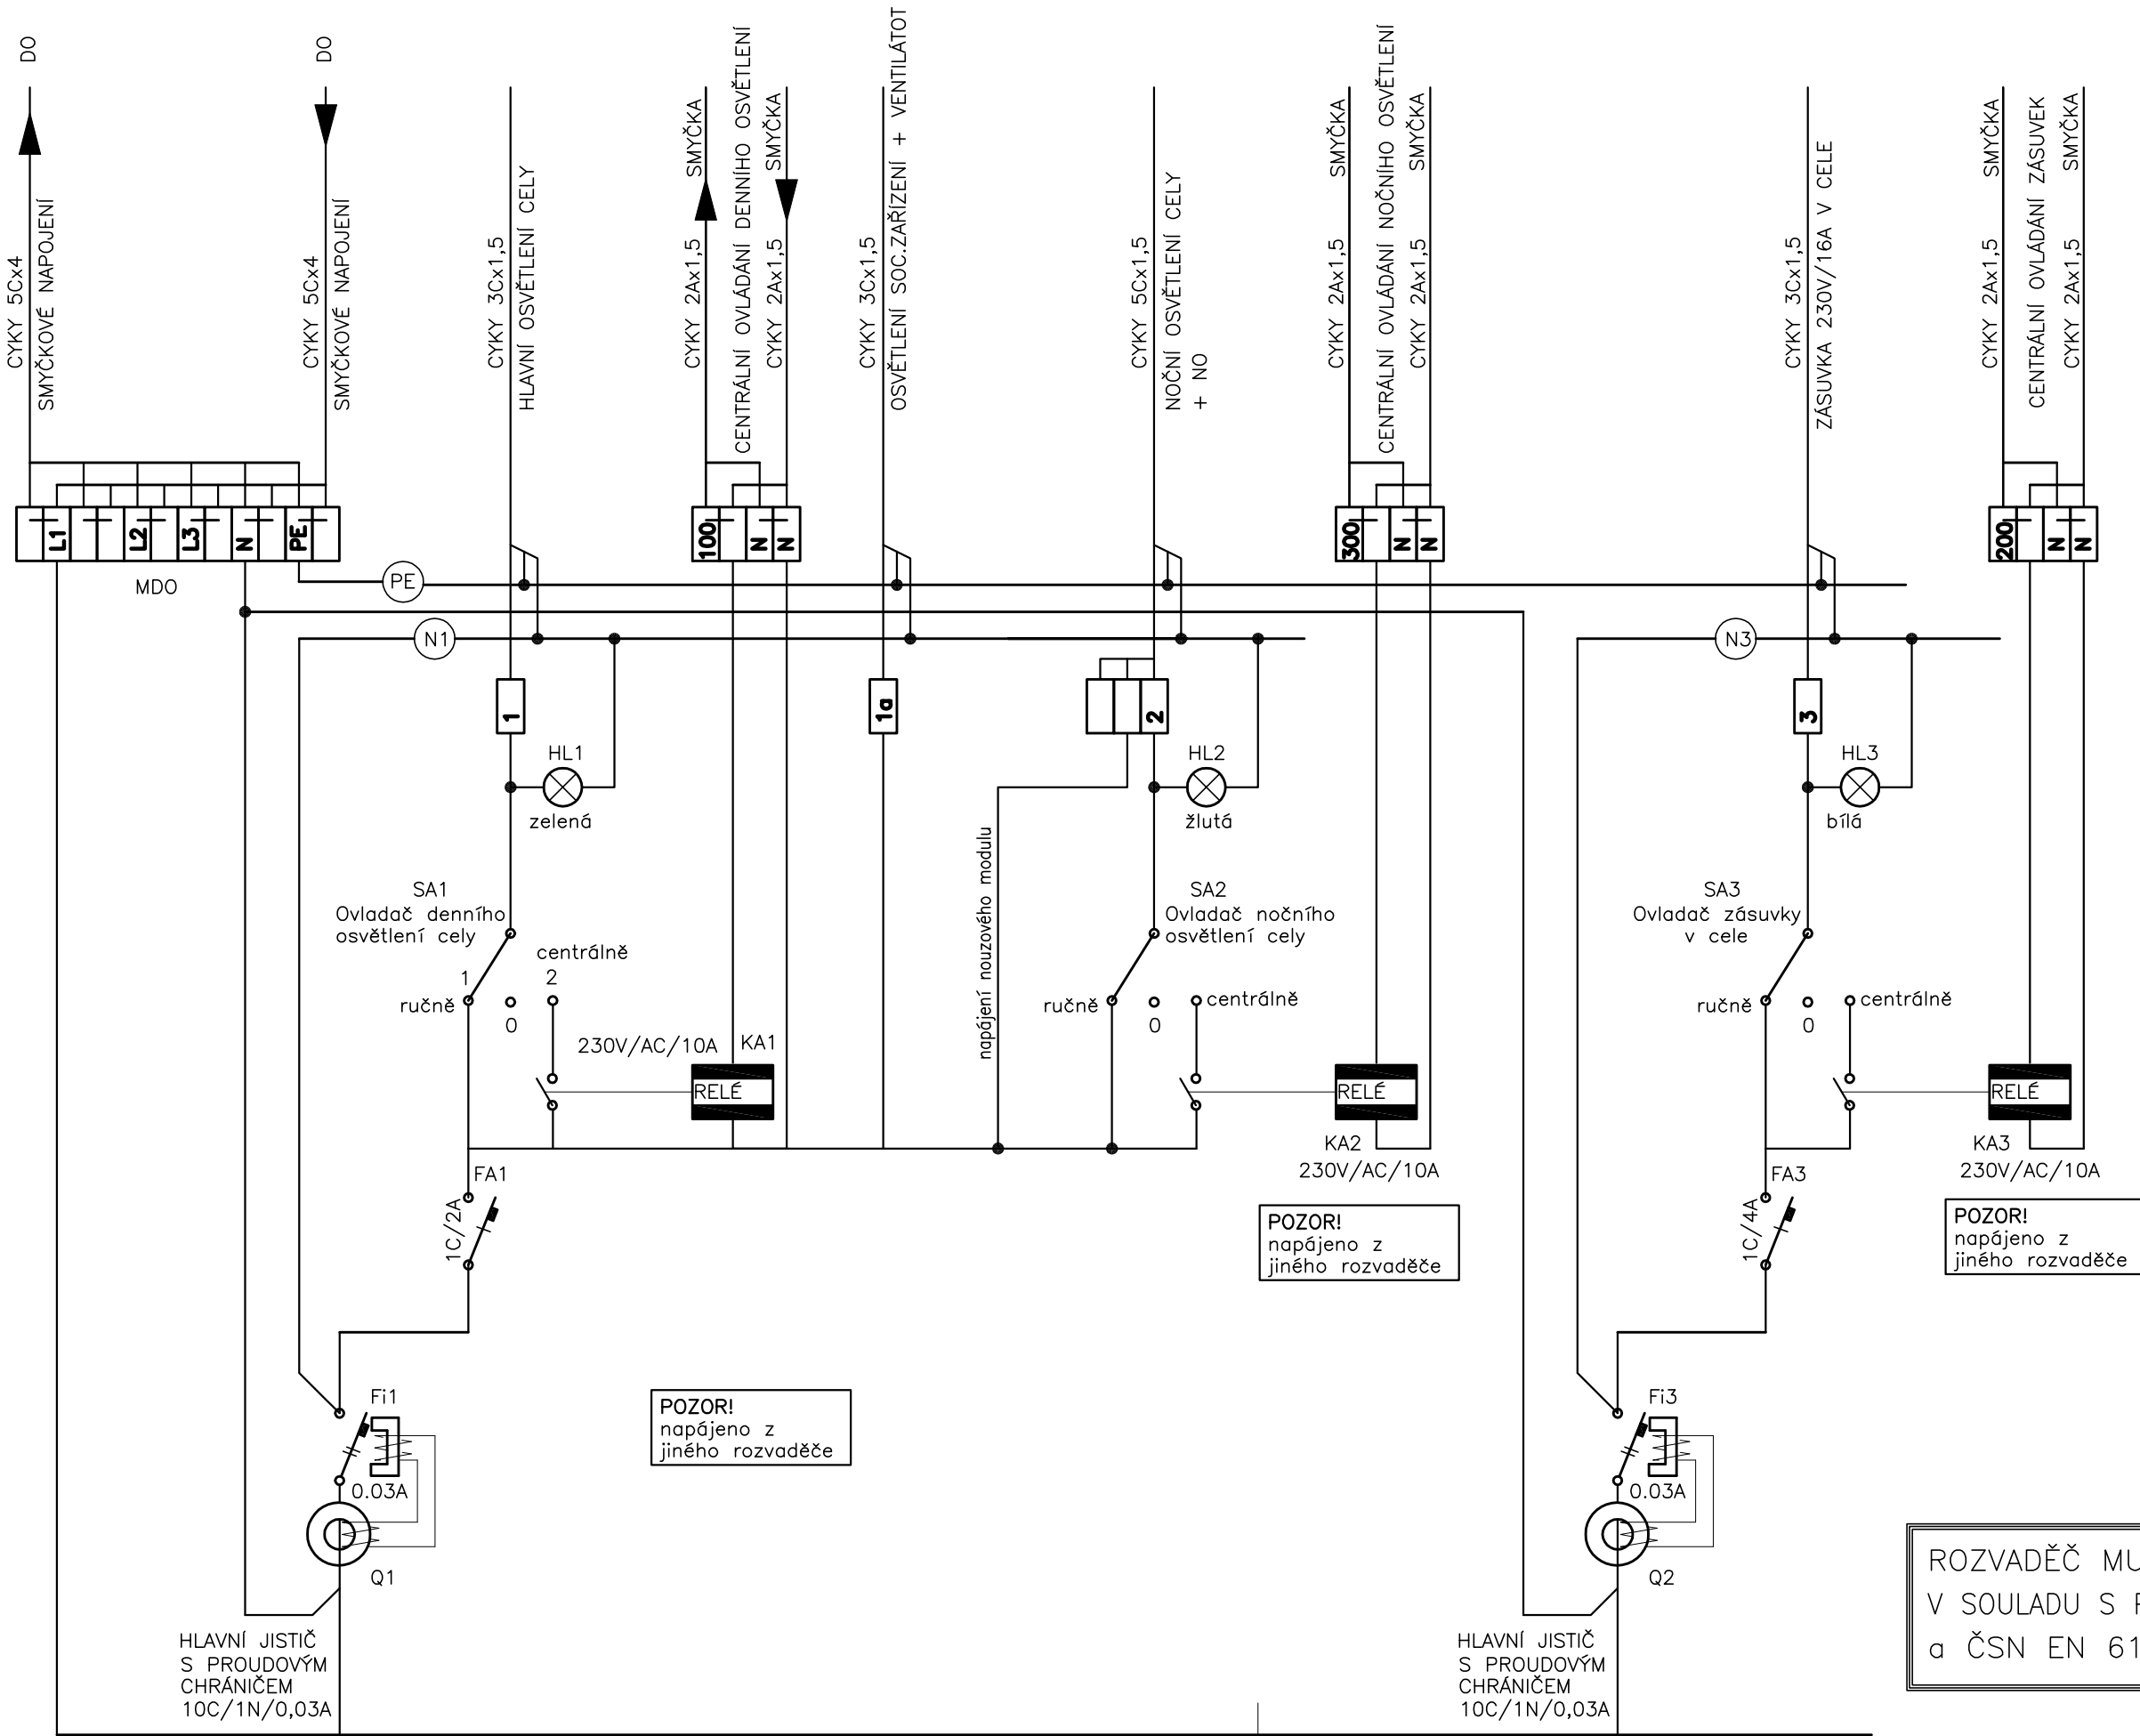 DO
CYKY 5Cx4
SMYČKOVÉ NAPOJENÍ
DO
CYKY 5Cx4
SMYČKOVÉ NAPOJENÍ
CYKY 3Cx1,5
HLAVNÍ OSVĚTLENÍ CELY
CYKY 2Ax1,5 SMYČKA
CENTRÁLNÍ OVLÁDÁNÍ DENNÍHO OSVĚTLENÍ
CYKY 2Ax1,5 SMYČKA
CYKY 3Cx1,5
OSVĚTLENÍ SOC.ZAŘÍZENÍ + VENTILÁTOT
CYKY 5Cx1,5
NOČNÍ OSVĚTLENÍ CELY
+ NO
CYKY 2Ax1,5 SMYČKA
CENTRÁLNÍ OVLÁDÁNÍ NOČNÍHO OSVĚTLENÍ
CYKY 2Ax1,5 SMYČKA
CYKY 3Cx1,5
ZÁSUVKA 230V/16A V CELE
CYKY 2Ax1,5 SMYČKA
CENTRÁLNÍ OVLÁDÁNÍ ZÁSUVEK
CYKY 2Ax1,5 SMYČKA
L1 L2 L3 N PE
100 N N
300 N N
200 N N
MDO
PE
N1
N3
1
1a
2
3
HL1
zelená
HL2
žlutá
HL3
bílá
SA1
Ovladač denního
osvětlení cely
centrálně
2
1
ručně
0
napájení nouzového modulu
SA2
Ovladač nočního
osvětlení cely
ručně
0
centrálně
SA3
Ovladač zásuvky
v cele
ručně
0
centrálně
230V/AC/10A KA1
RELÉ
RELÉ
KA2
230V/AC/10A
RELÉ
KA3
230V/AC/10A
FA1
1C/2A
FA3
1C/4A
POZOR!
napájeno z
jiného rozvaděče
POZOR!
napájeno z
jiného rozvaděče
POZOR!
napájeno z
jiného rozvaděče
Fi1
0.03A
Q1
Fi3
0.03A
Q2
HLAVNÍ JISTIČ
S PROUDOVÝM
CHRÁNIČEM
10C/1N/0,03A
HLAVNÍ JISTIČ
S PROUDOVÝM
CHRÁNIČEM
10C/1N/0,03A
ROZVADĚČ
V SOULADU S
a ČSN EN 61